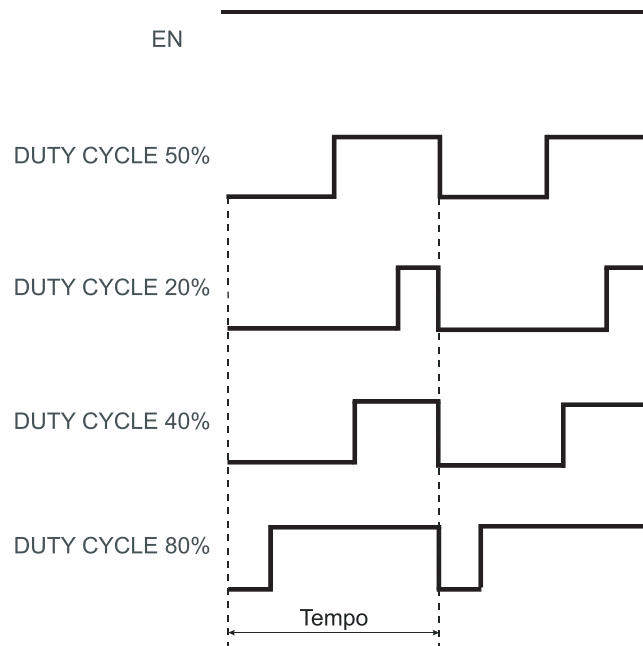 EN
DUTY CYCLE 50%
DUTY CYCLE 20%
DUTY CYCLE 40%
DUTY CYCLE 80%
Tempo